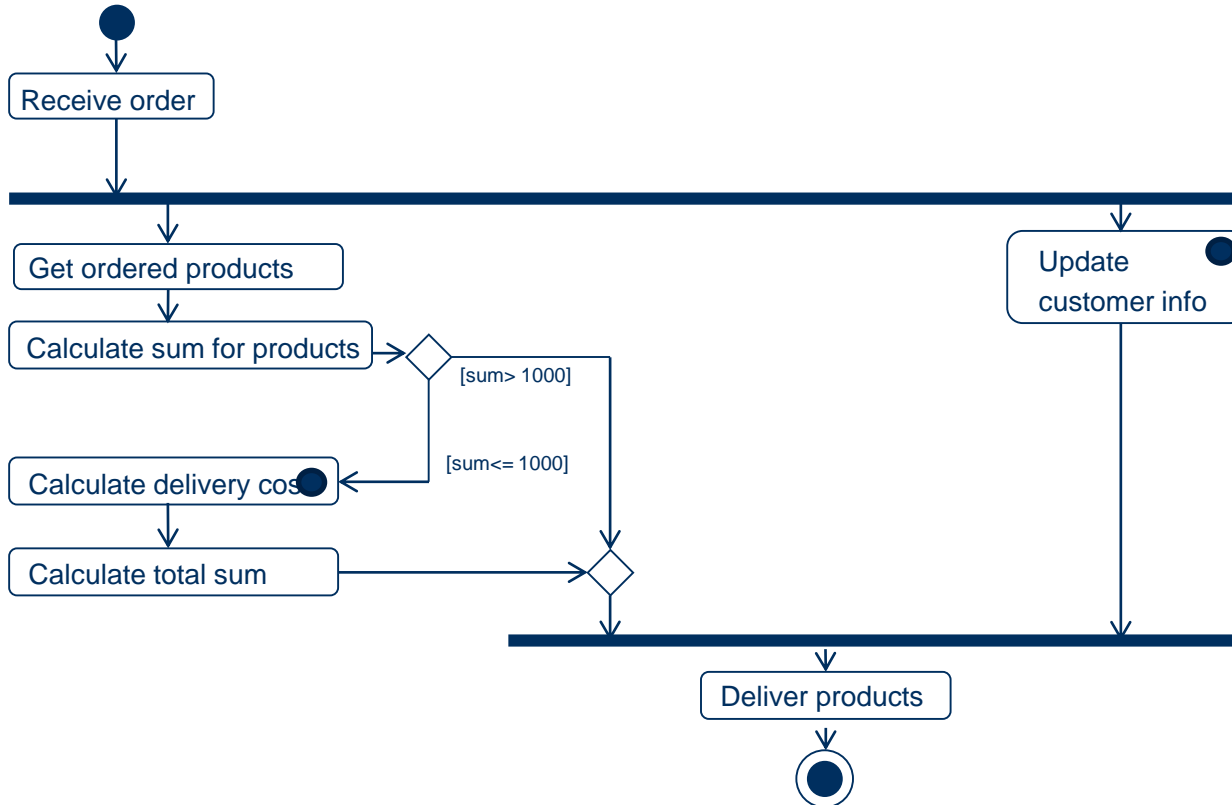 Receive order
Get ordered products
Update
customer info
Calculate sum for products
[sum> 1000]
[sum<= 1000]
Calculate delivery cos
Calculate total sum
Deliver products